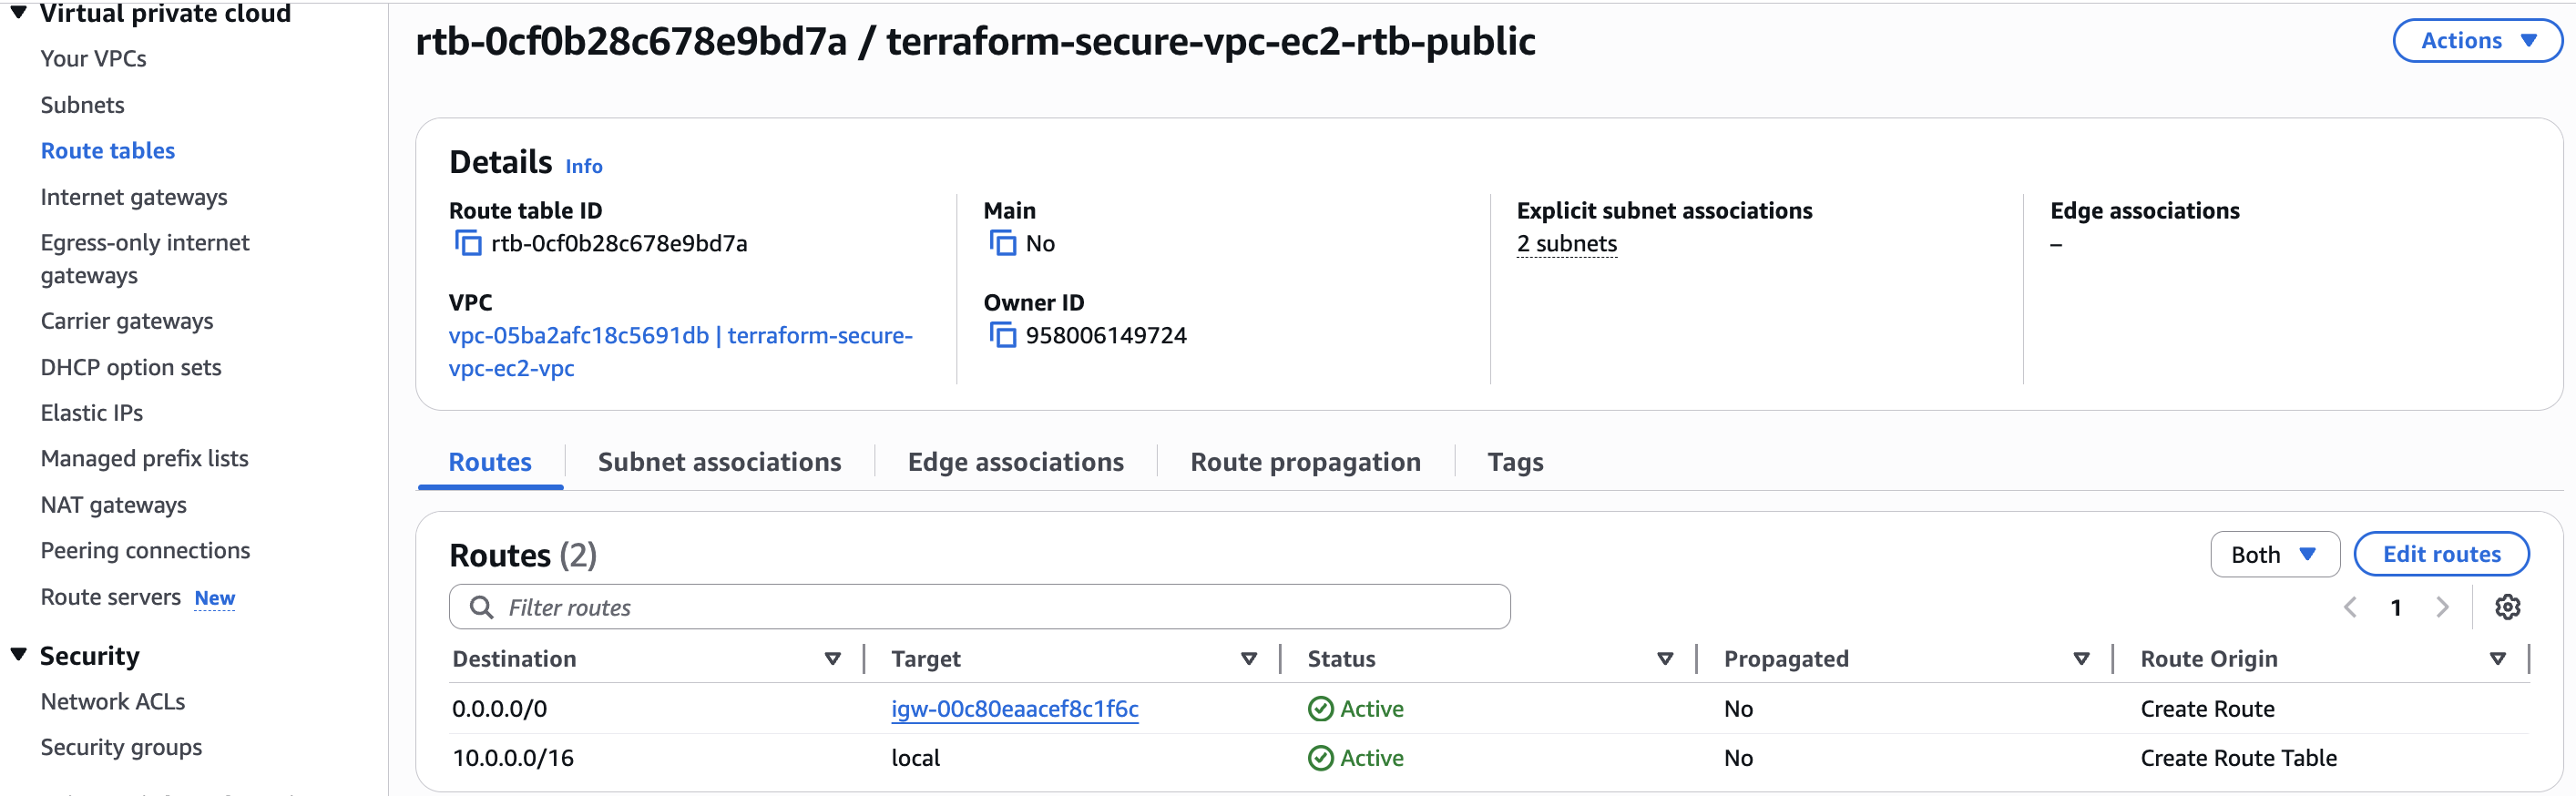 Virtual private cloud
Your VPCs
Subnets
Route tables
Internet gateways
Egress-only internet
gateways
Carrier gateways
DHCP option sets
Elastic IPs
Managed prefix lists
NAT gateways
Peering connections
Route servers New
Security
Network ACLs
Security groups
rtb-0cf0b28c678e9bd7a / terraform-secure-vpc-ec2-rtb-public
Actions
Details Info
Route table ID
rtb-0cf0b28c678e9bd7a
VPC
vpc-05ba2afc18c5691db | terraform-secure-
vpc-ec2-vpc
Main
No
Owner ID
958006149724
Explicit subnet associations
2 subnets
Edge associations
–
Routes Subnet associations Edge associations Route propagation Tags
Routes (2)
Both Edit routes
Filter routes
1
Destination Target Status Propagated Route Origin
0.0.0.0/0 igw-00c80eaacef8c1f6c Active No Create Route
10.0.0.0/16 local Active No Create Route Table